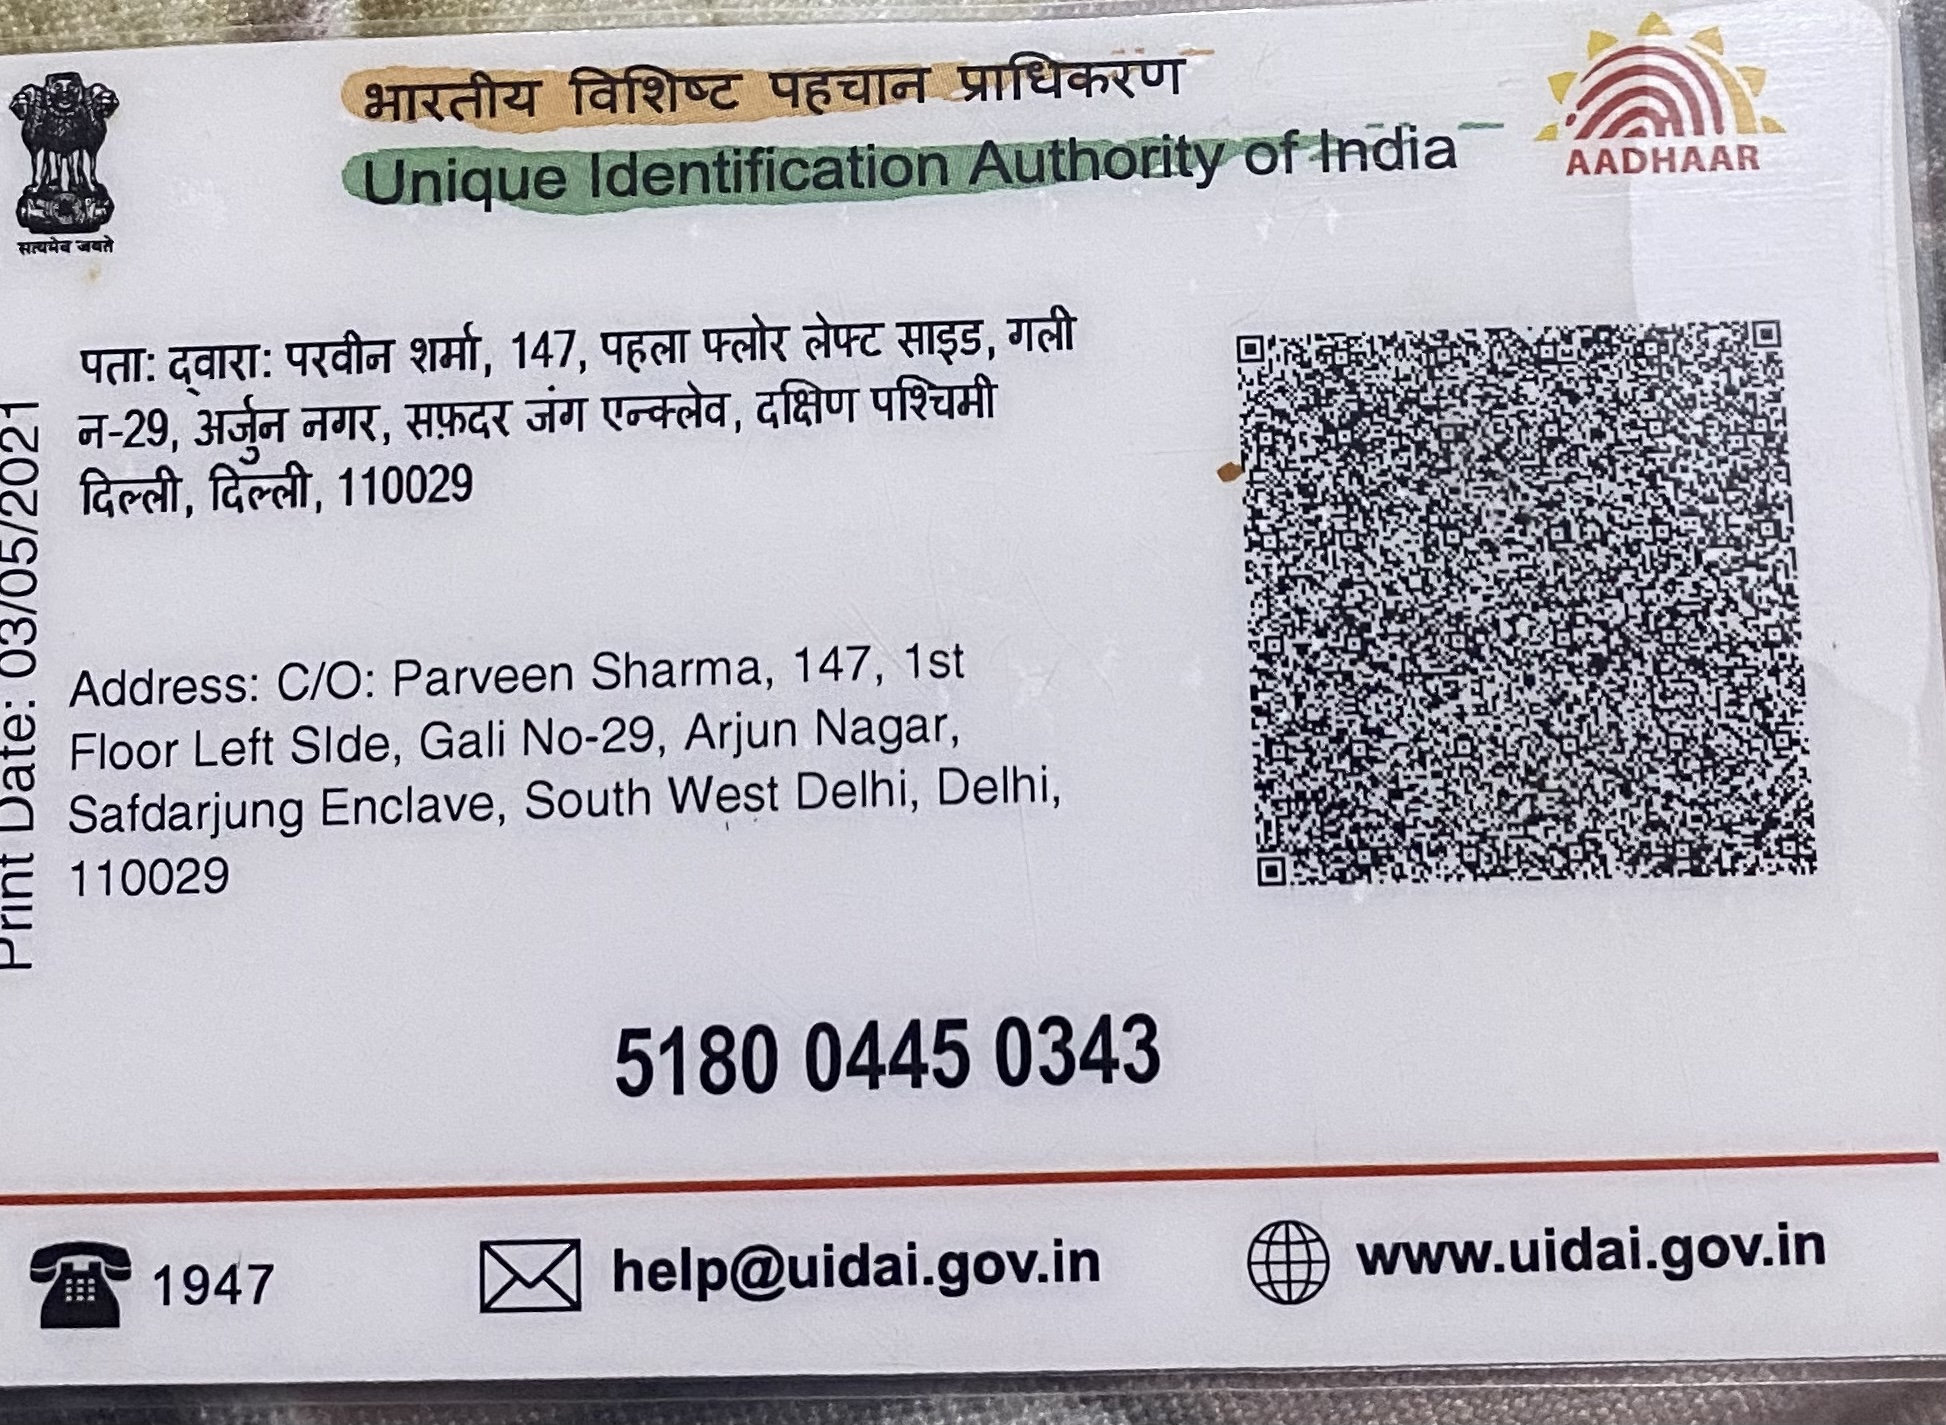 भारतीय विशिष्ट पहचान प्राधिकरण
Unique Identification Authority of India
AADHAAR
सत्यमेव जयते
पता: द्वारा: परवीन शर्मा, 147, पहला फ्लोर लेफ्ट साइड, गली
न-29, अर्जुन नगर, सफ़दर जंग एन्क्लेव, दक्षिण पश्चिमी
दिल्ली, दिल्ली, 110029
Print Date: 03/05/2021
Address: C/O: Parveen Sharma, 147, 1st
Floor Left SIde, Gali No-29, Arjun Nagar,
Safdarjung Enclave, South West Delhi, Delhi,
110029
5180 0445 0343
1947
help@uidai.gov.in
www.uidai.gov.in